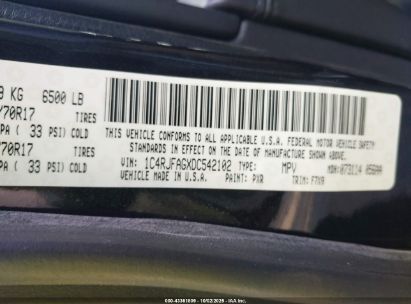 KG 6500 LB
70R17 TIRES
PA ( 33 PSI) COLD
70R17 TIRES
PA ( 33 PSI) COLD
THIS VEHICLE CONFORMS TO ALL APPLICABLE U.S.A. FEDERAL MOTOR VEHICLE SAFETY
STANDARDS IN EFFECT ON THE DATE OF MANUFACTURE SHOWN ABOVE.
VIN: 1C4RJFAGXDC542102 TYPE: MPV
VEHICLE MADE IN U.S.A. PAINT: PXR TRIM: F7X9